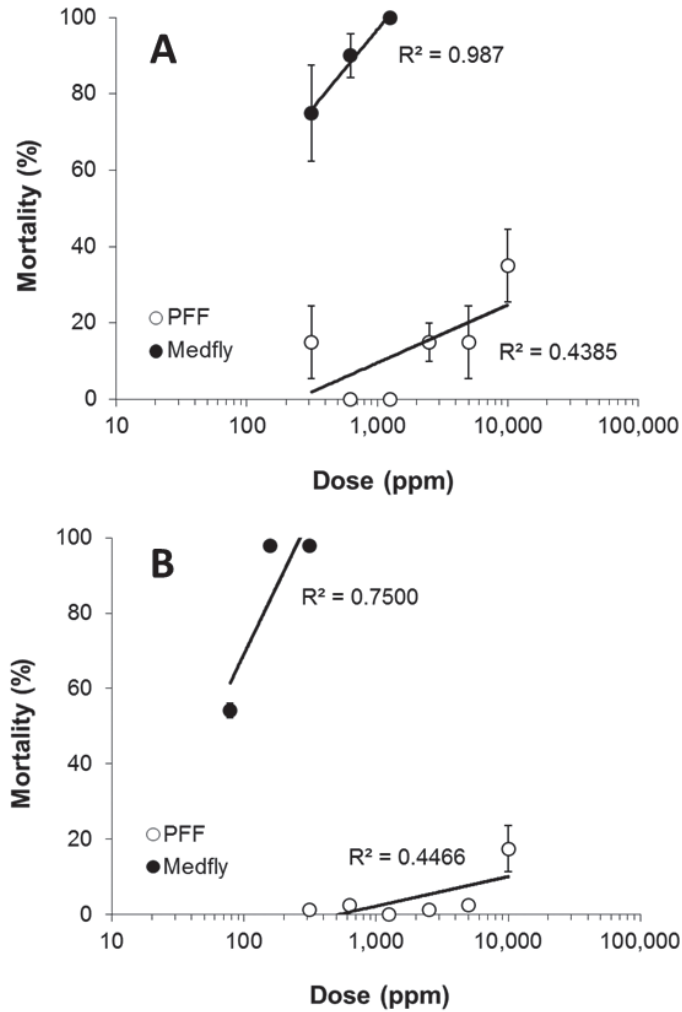 A
100
80
60
40
20
0
Mortality (%)
R² = 0.987
PFF
Medfly
R² = 0.4385
10 100 1,000 10,000 100,000
Dose (ppm)
B
100
80
60
40
20
0
Mortality (%)
R² = 0.7500
PFF
Medfly
R² = 0.4466
10 100 1,000 10,000 100,000
Dose (ppm)